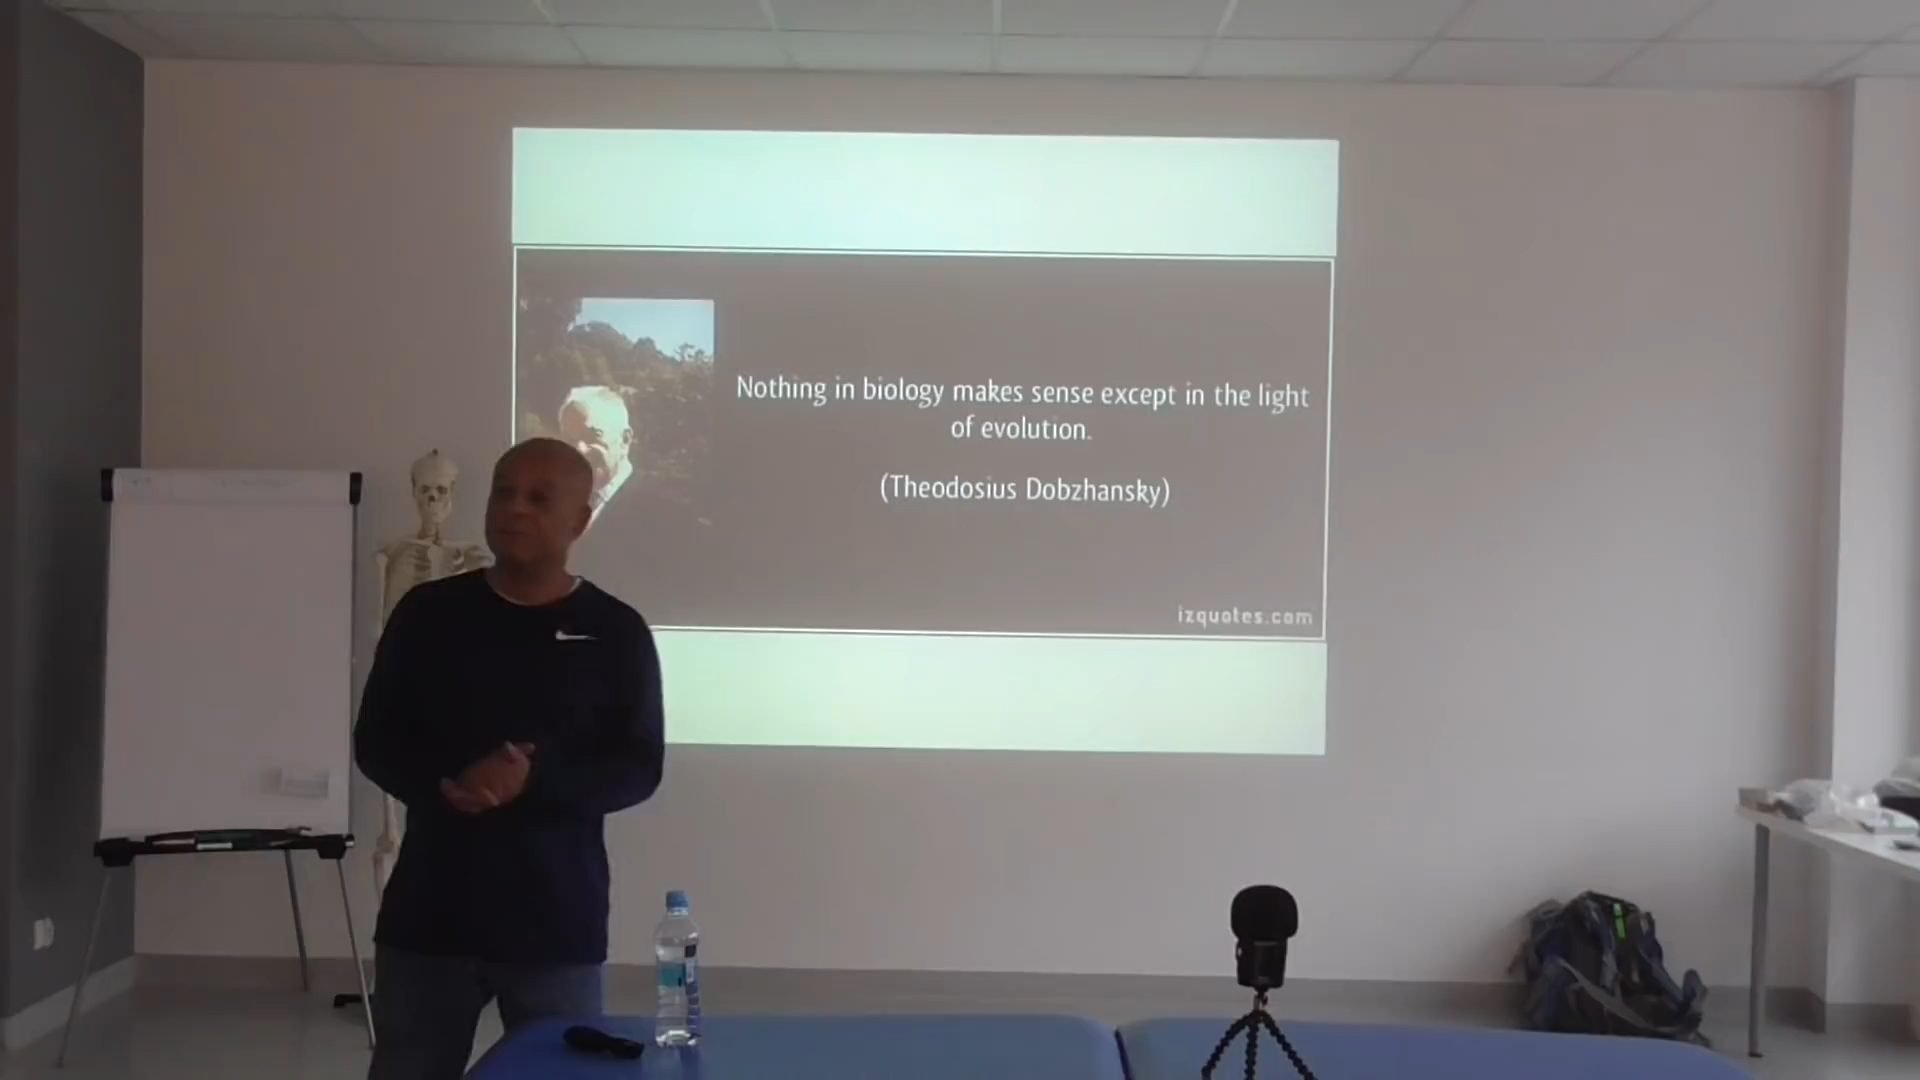 Nothing in biology makes sense except in the light
of evolution.
(Theodosius Dobzhansky)
izquotes.com